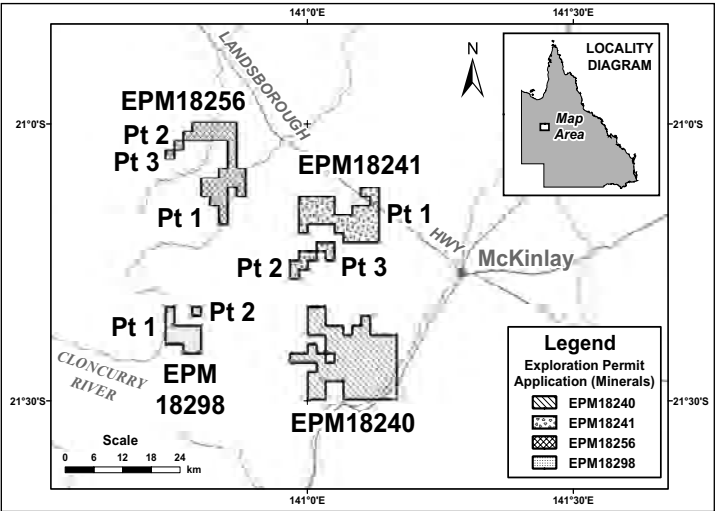 141°0'E
141°30'E
LANDSBOROUGH
HWY
N
LOCALITY
DIAGRAM
Map
Area
21°0'S
21°0'S
EPM18256
Pt 2
Pt 3
Pt 1
EPM18241
Pt 1
Pt 2
Pt 3
McKinlay
Pt 1
Pt 2
EPM
18298
CLONCURRY
RIVER
EPM18240
21°30'S
21°30'S
Scale
0 6 12 18 24
km
Legend
Exploration Permit
Application (Minerals)
EPM18240
EPM18241
EPM18256
EPM18298
141°0'E
141°30'E